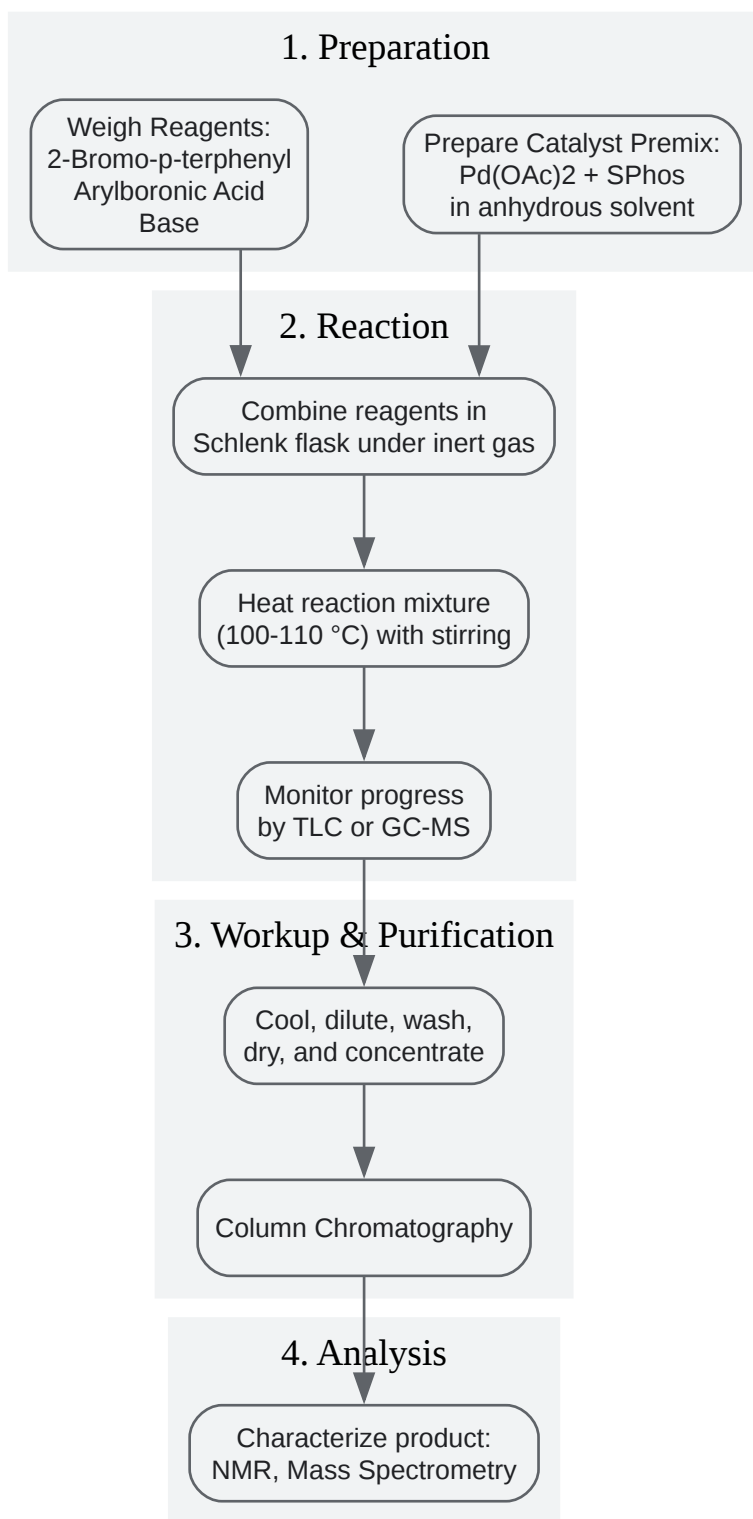 1. Preparation
Weigh Reagents:
2-Bromo-p-terphenyl
Arylboronic Acid
Base
Prepare Catalyst Premix:
Pd(OAc)2 + SPhos
in anhydrous solvent
2. Reaction
Combine reagents in
Schlenk flask under inert gas
Heat reaction mixture
(100-110 °C) with stirring
Monitor progress
by TLC or GC-MS
3. Workup & Purification
Cool, dilute, wash,
dry, and concentrate
Column Chromatography
4. Analysis
Characterize product:
NMR, Mass Spectrometry